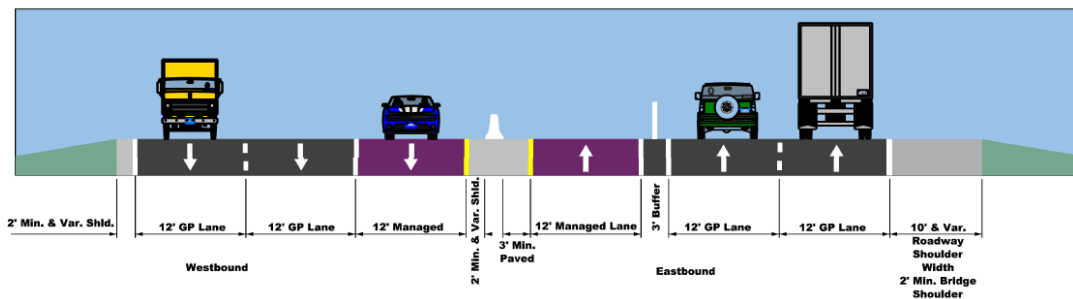 2' Min. & Var. Shld.
12' GP Lane
12' GP Lane
12' Managed
2' Min. & Var. Shld.
3' Min.
Paved
12' Managed Lane
3' Buffer
12' GP Lane
12' GP Lane
10' & Var.
Roadway
Shoulder
Width
2' Min. Bridge
Shoulder
Westbound
Eastbound